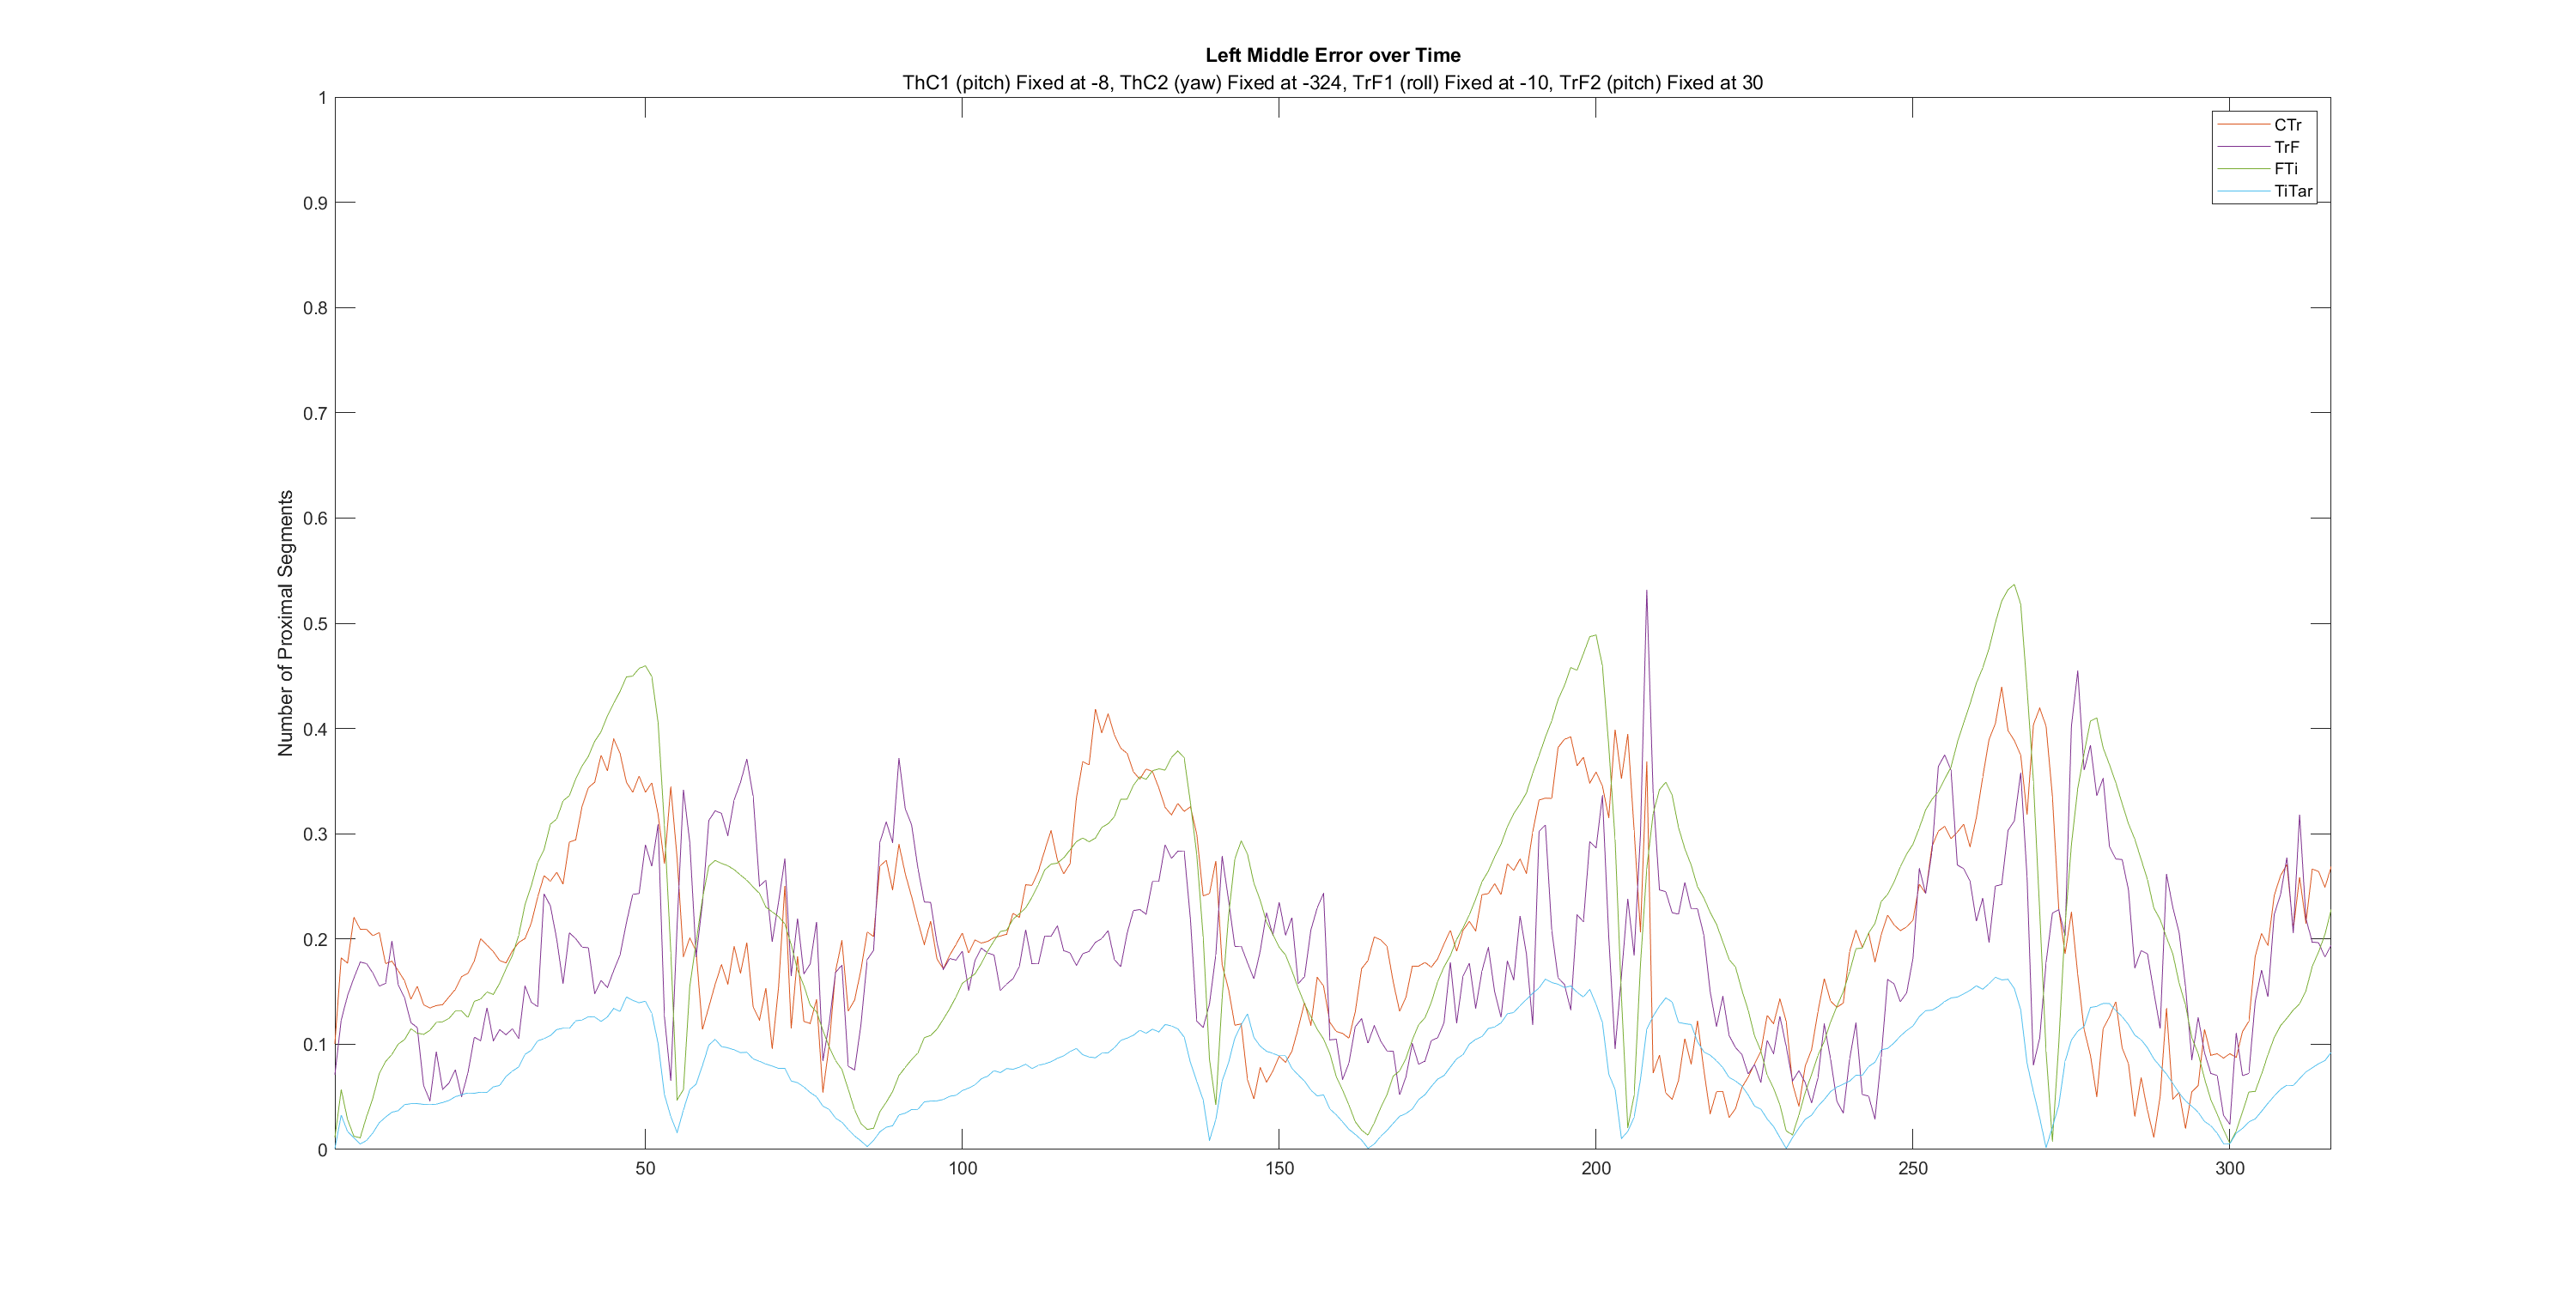 Left Middle Error over Time
ThC1 (pitch) Fixed at -8, ThC2 (yaw) Fixed at -324, TrF1 (roll) Fixed at -10, TrF2 (pitch) Fixed at 30
1
0.9
0.8
0.7
0.6
0.5
0.4
0.3
0.2
0.1
0
Number of Proximal Segments
50
100
150
200
250
300
CTr
TrF
FTi
TiTar